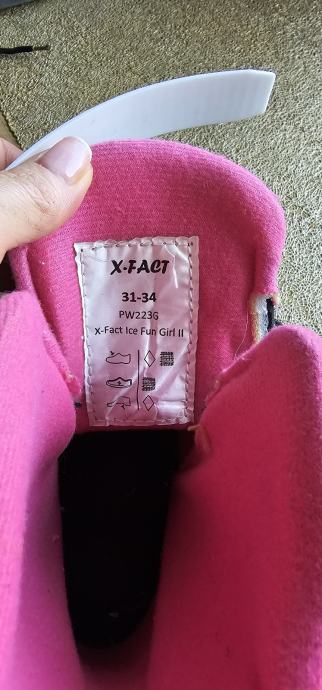 X-FACT
31-34
PW223G
X-Fact Ice Fun Girl II